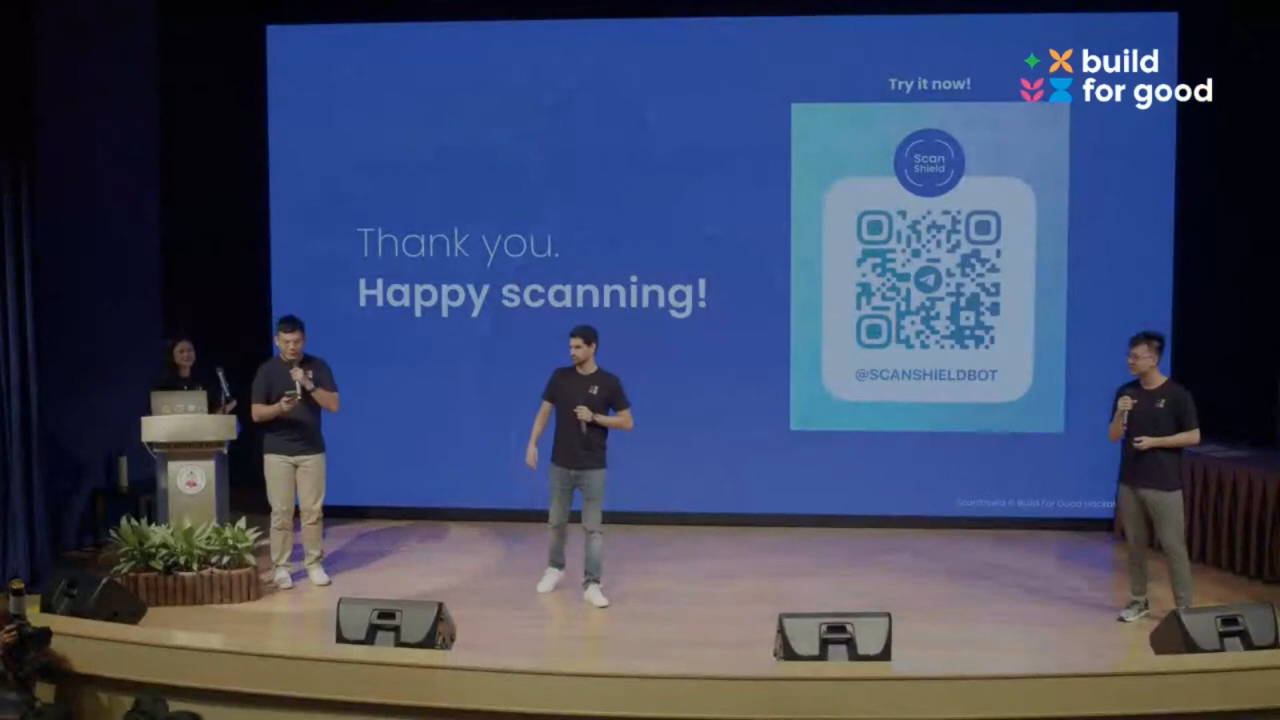 build
for good
Try it now!
Scan
Shield
Thank you.
Happy scanning!
@SCANSHIELDBOT